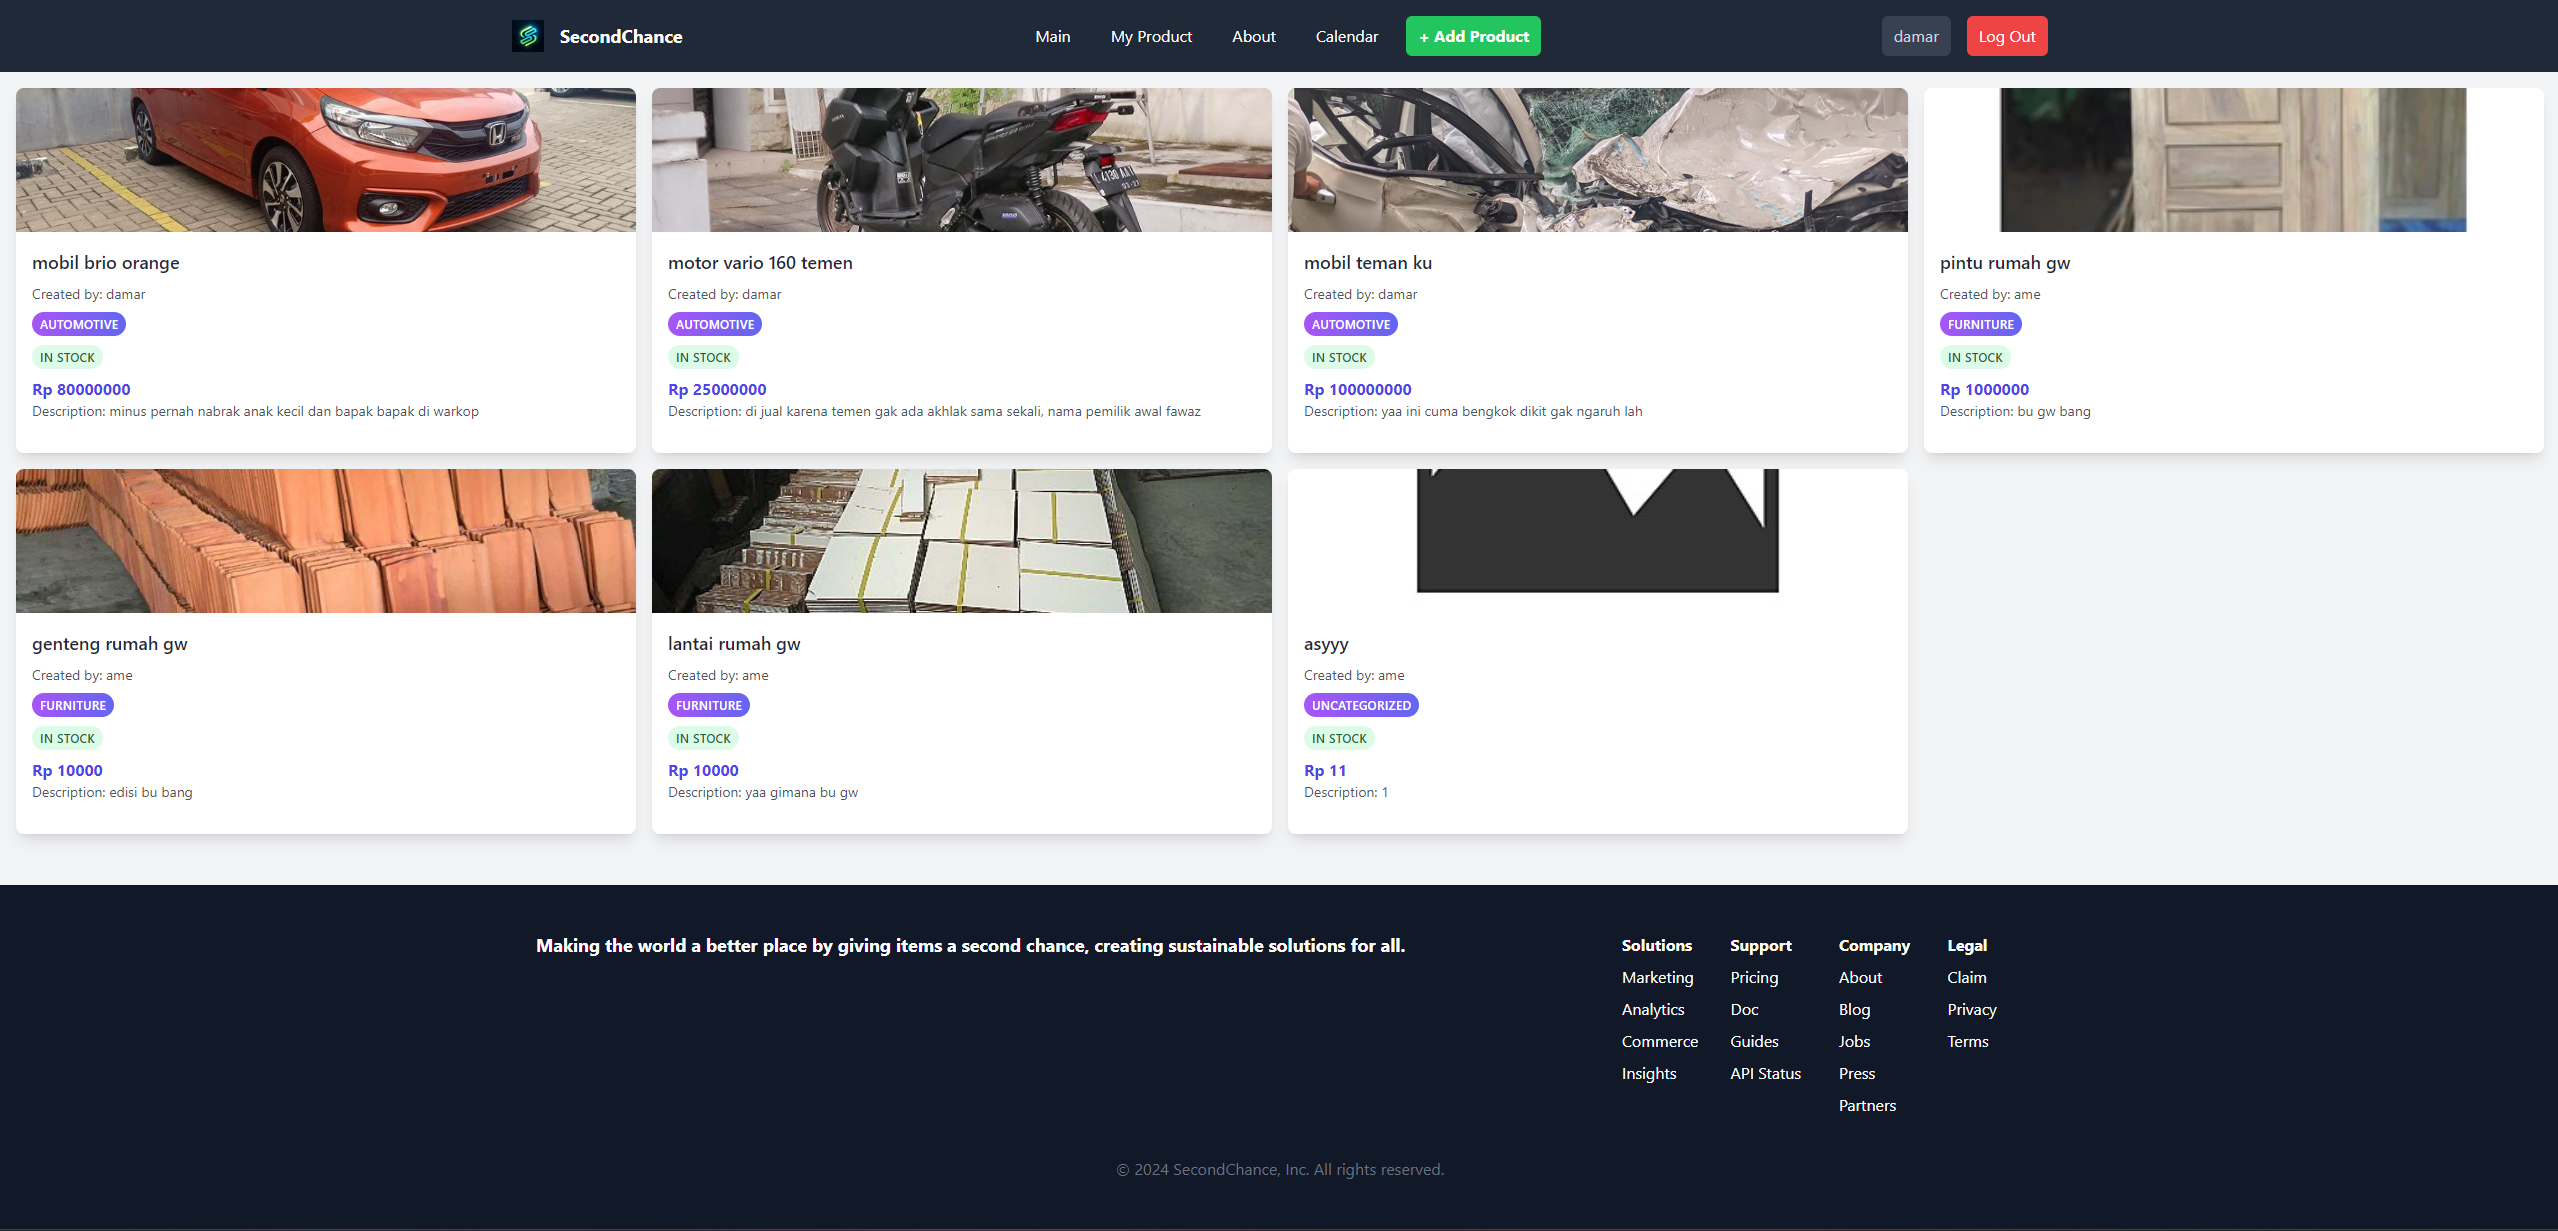 SecondChance
Main
My Product
About
Calendar
+ Add Product
damar
Log Out
mobil brio orange
Created by: damar
AUTOMOTIVE
IN STOCK
Rp 80000000
Description: minus pernah nabrak anak kecil dan bapak bapak di warkop
L 4130 AAI
motor vario 160 temen
Created by: damar
AUTOMOTIVE
IN STOCK
Rp 25000000
Description: di jual karena temen gak ada akhlak sama sekali, nama pemilik awal fawaz
mobil teman ku
Created by: damar
AUTOMOTIVE
IN STOCK
Rp 100000000
Description: yaa ini cuma bengkok dikit gak ngaruh lah
pintu rumah gw
Created by: ame
FURNITURE
IN STOCK
Rp 1000000
Description: bu gw bang
genteng rumah gw
Created by: ame
FURNITURE
IN STOCK
Rp 10000
Description: edisi bu bang
lantai rumah gw
Created by: ame
FURNITURE
IN STOCK
Rp 10000
Description: yaa gimana bu gw
asyyy
Created by: ame
UNCATEGORIZED
IN STOCK
Rp 11
Description: 1
Making the world a better place by giving items a second chance, creating sustainable solutions for all.
Solutions
Marketing
Analytics
Commerce
Insights
Support
Pricing
Doc
Guides
API Status
Company
About
Blog
Jobs
Press
Partners
Legal
Claim
Privacy
Terms
© 2024 SecondChance, Inc. All rights reserved.